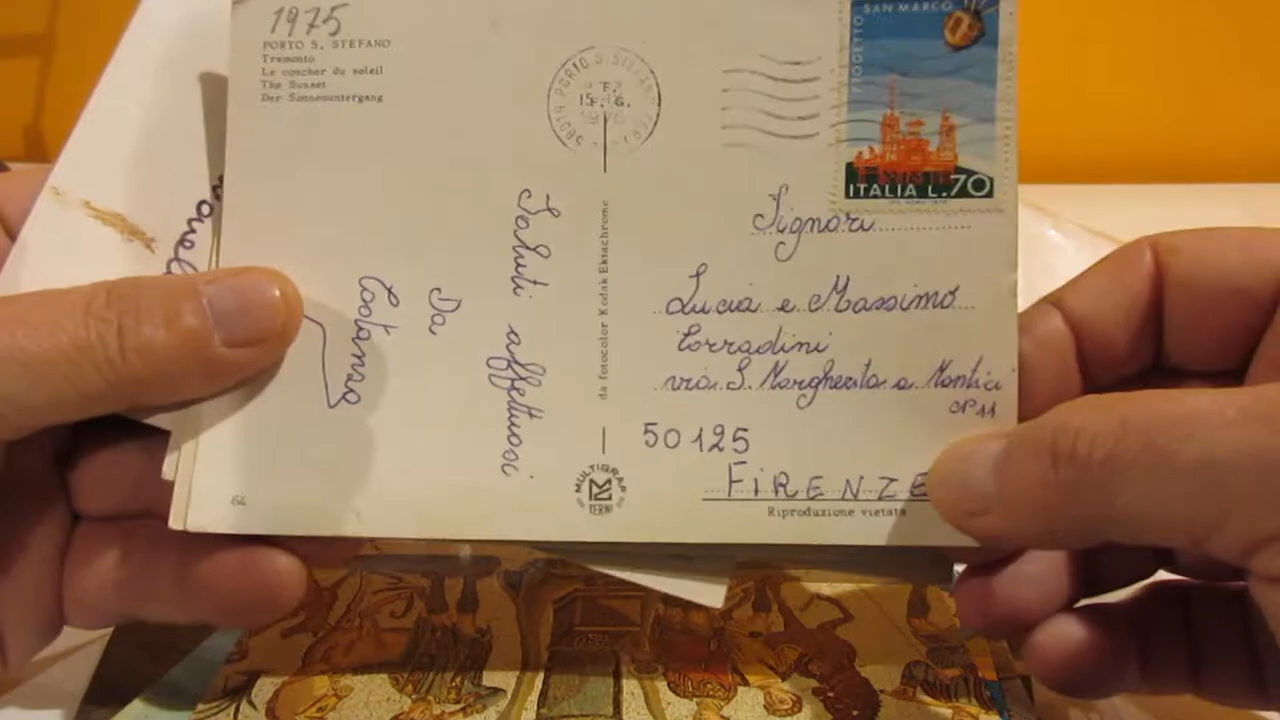 1975
PORTO S. STEFANO
Tramonto
Le coucher du soleil
The Sunset
Der Sonnenuntergang
58019 PORTO S. STEFANO
PROGETTO SAN MARCO
ITALIA L.70
Saluti affettuosi
Da
Costanza
da fotocolor Kodak Ektachrome
Signori
Lucia e Massimo
Corradini
via S. Margherita a Montici
50125
FiRENZE
Riproduzione vietata
MULTIGRAF
TERNI
64